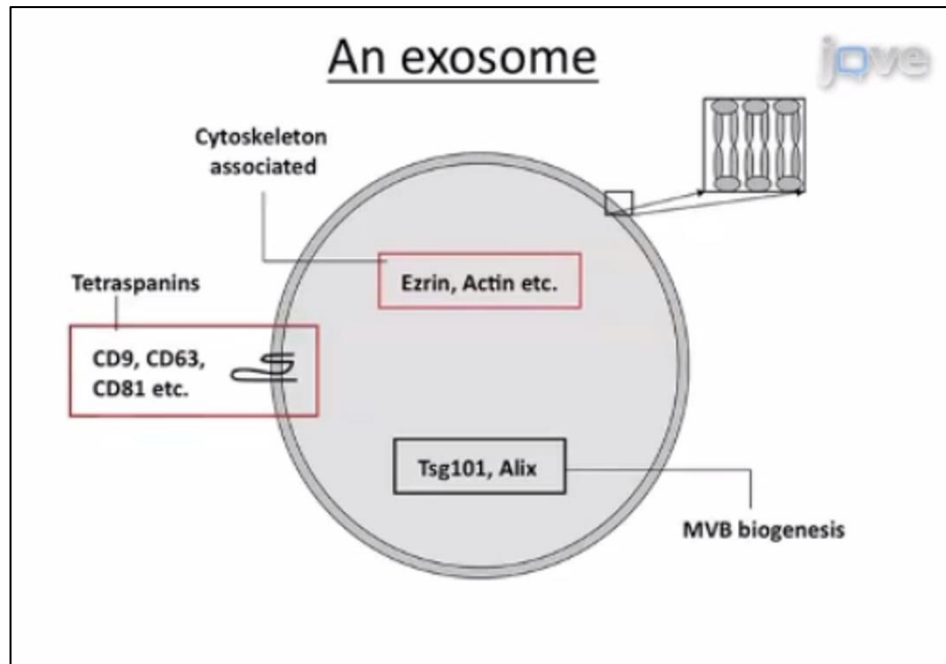 An exosome
jove
Cytoskeleton
associated
Ezrin, Actin etc.
Tetraspanins
CD9, CD63,
CD81 etc.
Tsg101, Alix
MVB biogenesis